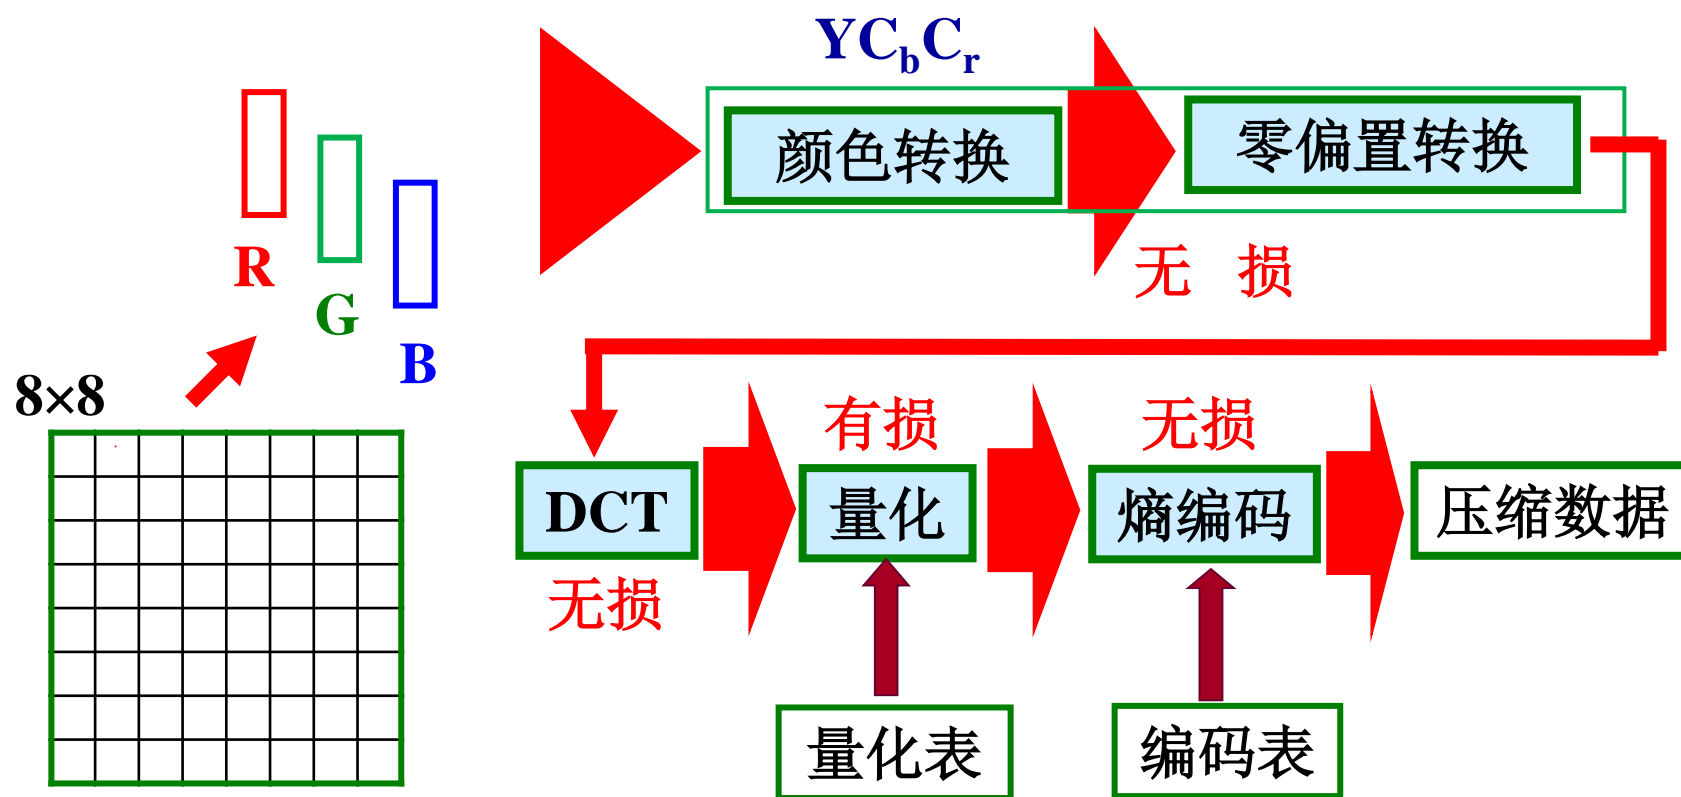 YCbCr
颜色转换
零偏置转换
无 损
R
G
B
8×8
有损
无损
DCT
量化
熵编码
压缩数据
无损
量化表
编码表